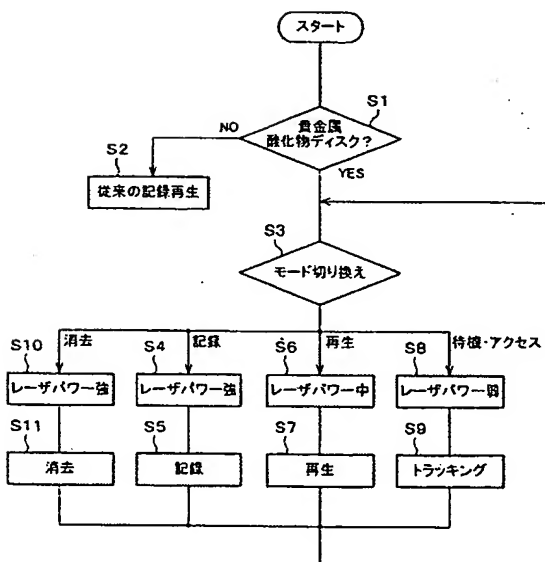 スタート
S1
貴金属
酸化物ディスク?
NO
YES
S2
従来の記録再生
S3
モード切り換え
消去
記録
再生
待機・アクセス
S10
S4
S6
S8
レーザパワー強
レーザパワー強
レーザパワー中
レーザパワー弱
S11
S5
S7
S9
消去
記録
再生
トラッキング